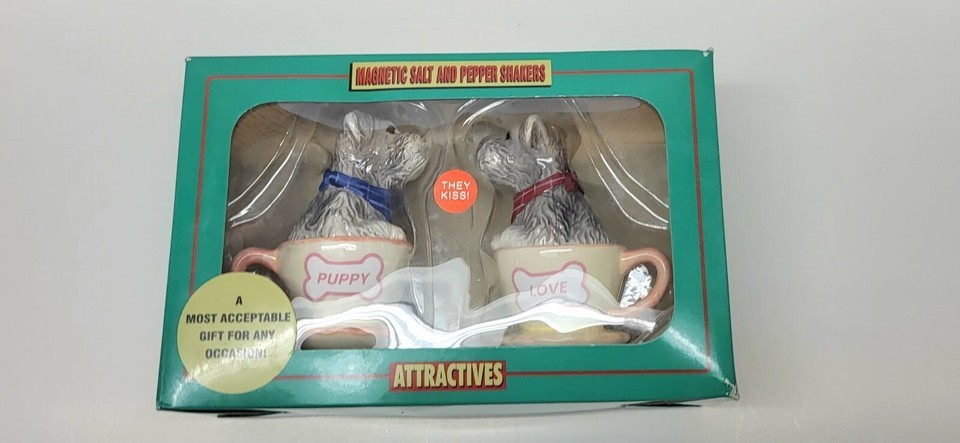 MAGNETIC SALT AND PEPPER SHAKERS
THEY
KISS!
PUPPY
LOVE
A
MOST ACCEPTABLE
GIFT FOR ANY
OCCASION!
ATTRACTIVES